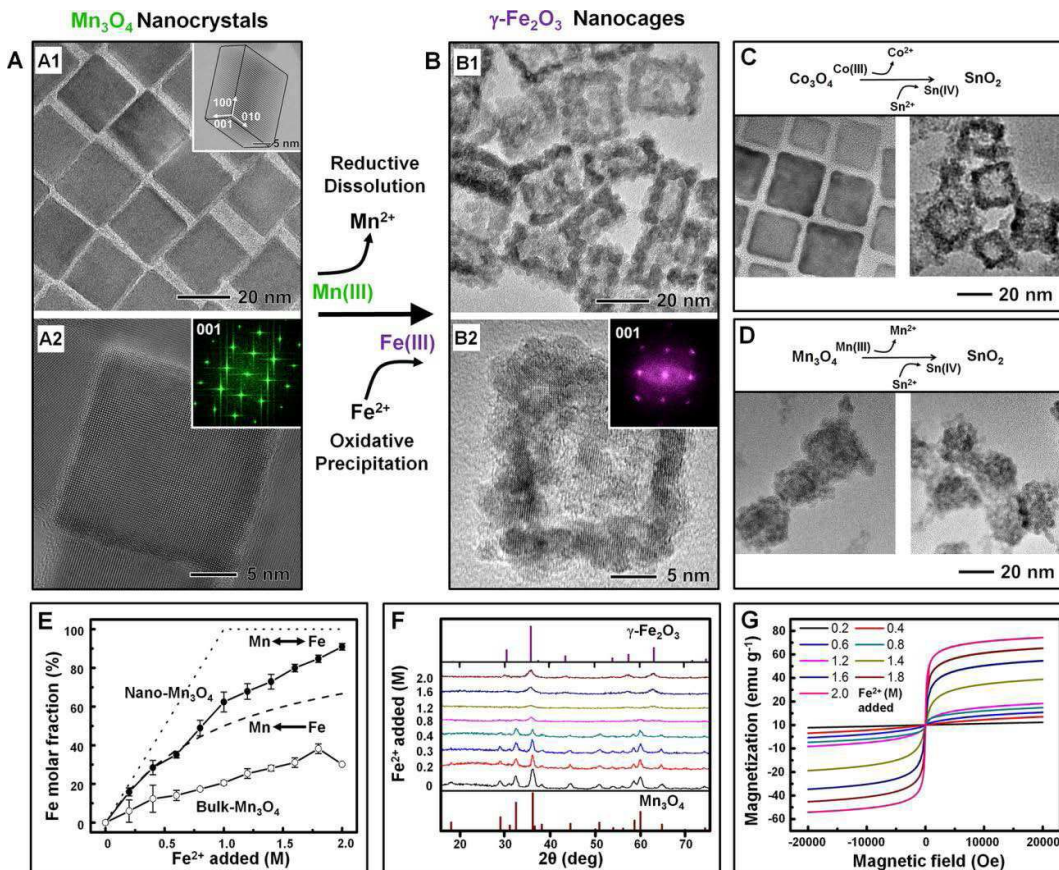 Mn₃O₄ Nanocrystals
γ-Fe₂O₃ Nanocages
A
A1
100
001
010
5 nm
20 nm
A2
001
5 nm
Reductive
Dissolution
Mn²⁺
Mn(III)
Fe(III)
Fe²⁺
Oxidative
Precipitation
B
B1
20 nm
B2
001
5 nm
C
Co₃O₄ Co(III) Co²⁺ SnO₂
Sn²⁺ Sn(IV)
20 nm
D
Mn₃O₄ Mn(III) Mn²⁺ SnO₂
Sn²⁺ Sn(IV)
20 nm
E
Fe molar fraction (%)
100
80
60
40
20
0
Mn Fe
Nano-Mn₃O₄
Mn Fe
Bulk-Mn₃O₄
0.0 0.5 1.0 1.5 2.0
Fe²⁺ added (M)
F
γ-Fe₂O₃
Fe²⁺ added (M)
2.0
1.6
1.2
0.8
0.4
0.3
0.2
0
Mn₃O₄
20 30 40 50 60 70
2θ (deg)
G
Magnetization (emu g⁻¹)
80
60
40
20
10
-20
-40
-60
0.2 0.4
0.6 0.8
1.2 1.4
1.6 1.8
2.0 Fe²⁺ (M)
added
-20000 -10000 0 10000 20000
Magnetic field (Oe)